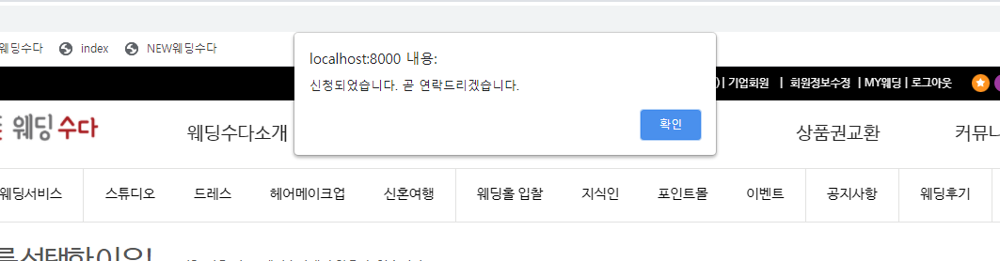 웨딩수다 index NEW웨딩수다
localhost:8000 내용:
신청되었습니다. 곧 연락드리겠습니다.
확인
| 기업회원 | 회원정보수정 | MY웨딩 | 로그아웃
웨딩 수다 웨딩수다소개 상품권교환 커뮤니
웨딩서비스 스튜디오 드레스 헤어메이크업 신혼여행 웨딩홀 입찰 지식인 포인트몰 이벤트 공지사항 웨딩후기